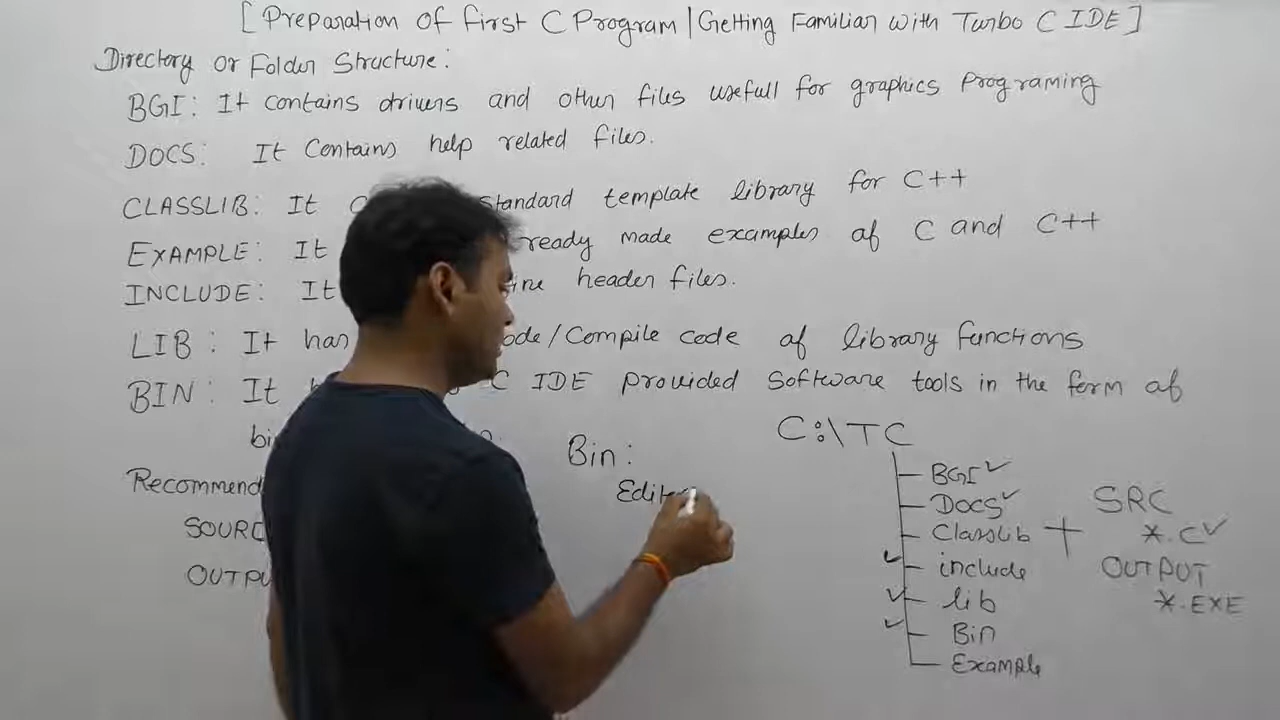 [Preparation of first C Program | Getting Familiar with Turbo C IDE]
Directory or Folder Structure:
BGI: It contains drivers and other files usefull for graphics Programing
DOCS: It Contains help related files.
CLASSLIB: It Standard template library for C++
EXAMPLE: It ready made examples of C and C++
INCLUDE: It header files.
LIB: It has ode/Compile code of library functions
BIN: It C IDE provided Software tools in the form of
bi
Recommend
SOURC
OUTPU
Bin:
Edit
C:\TC
BGI✓
DOCS✓
Classlib
✓ include
✓ lib
✓ Bin
Example
+
SRC
*.C✓
OUTPUT
*.EXE